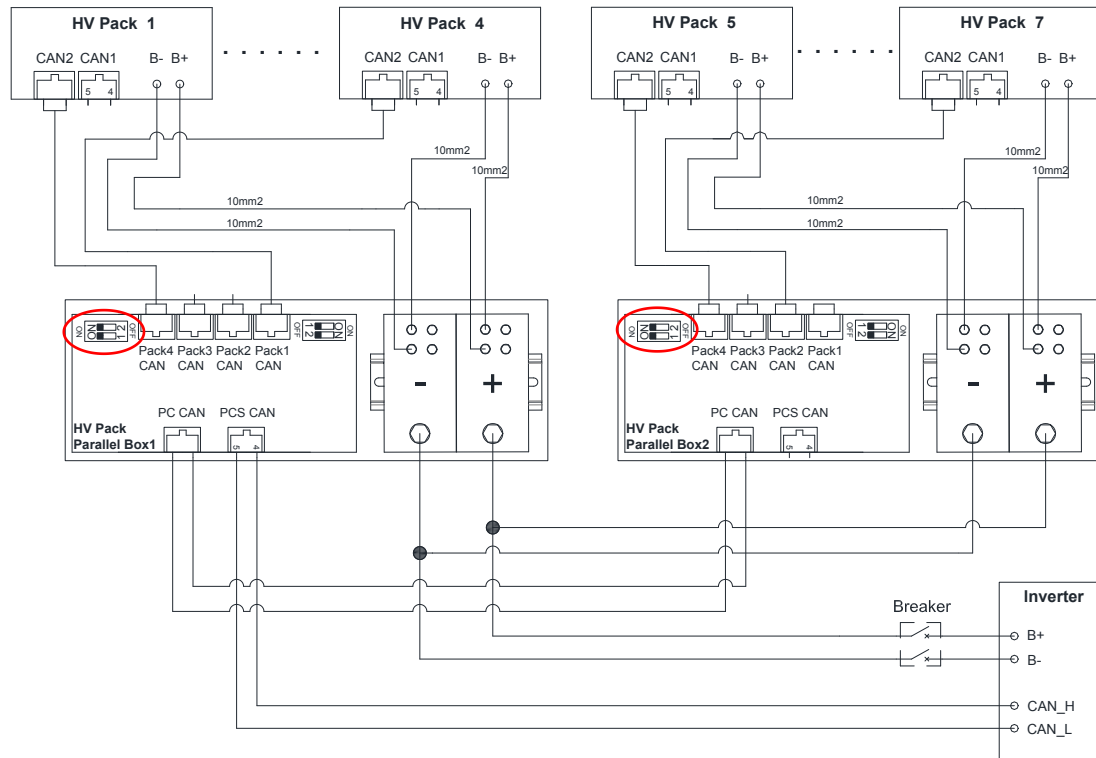 HV Pack 1
CAN2 CAN1
B- B+
5 4
HV Pack 4
CAN2 CAN1
B- B+
5 4
HV Pack 5
CAN2 CAN1
B- B+
5 4
HV Pack 7
CAN2 CAN1
B- B+
5 4
10mm2
10mm2
10mm2
10mm2
10mm2
10mm2
10mm2
10mm2
ON
ON
2 1
OFF
Pack4 CAN
Pack3 CAN
Pack2 CAN
Pack1 CAN
OFF
1 2
ON
ON
-
+
PC CAN
PCS CAN
5 4
HV Pack
Parallel Box1
ON
ON
2 1
OFF
Pack4 CAN
Pack3 CAN
Pack2 CAN
Pack1 CAN
OFF
1 2
ON
ON
-
+
PC CAN
PCS CAN
5 4
HV Pack
Parallel Box2
Breaker
Inverter
B+
B-
CAN_H
CAN_L